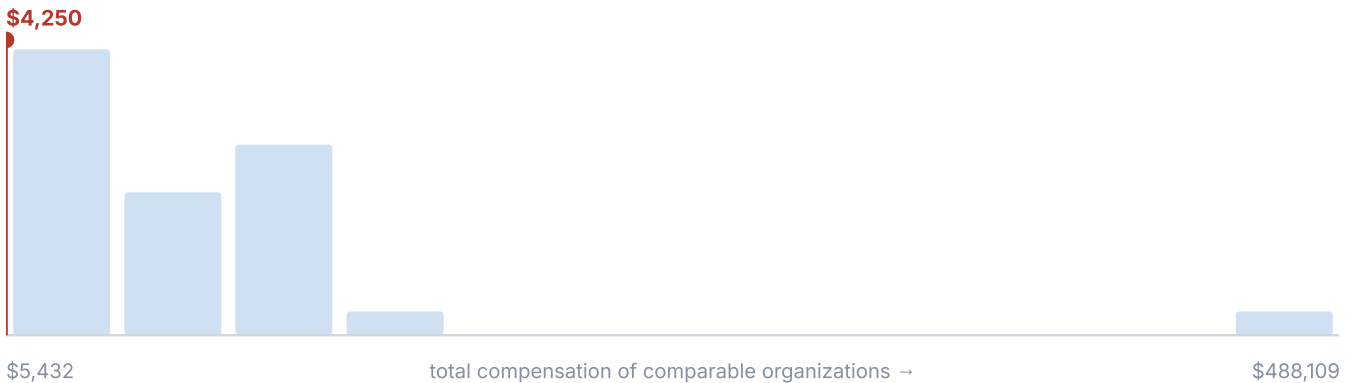 $4,250
$5,432 total compensation of comparable organizations → $488,109